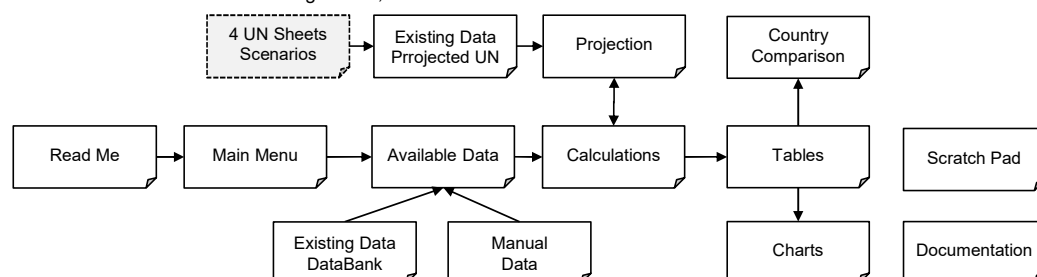 4 UN Sheets
Scenarios
Existing Data
Prrojected UN
Projection
Country
Comparison
Read Me
Main Menu
Available Data
Calculations
Tables
Scratch Pad
Existing Data
DataBank
Manual
Data
Charts
Documentation